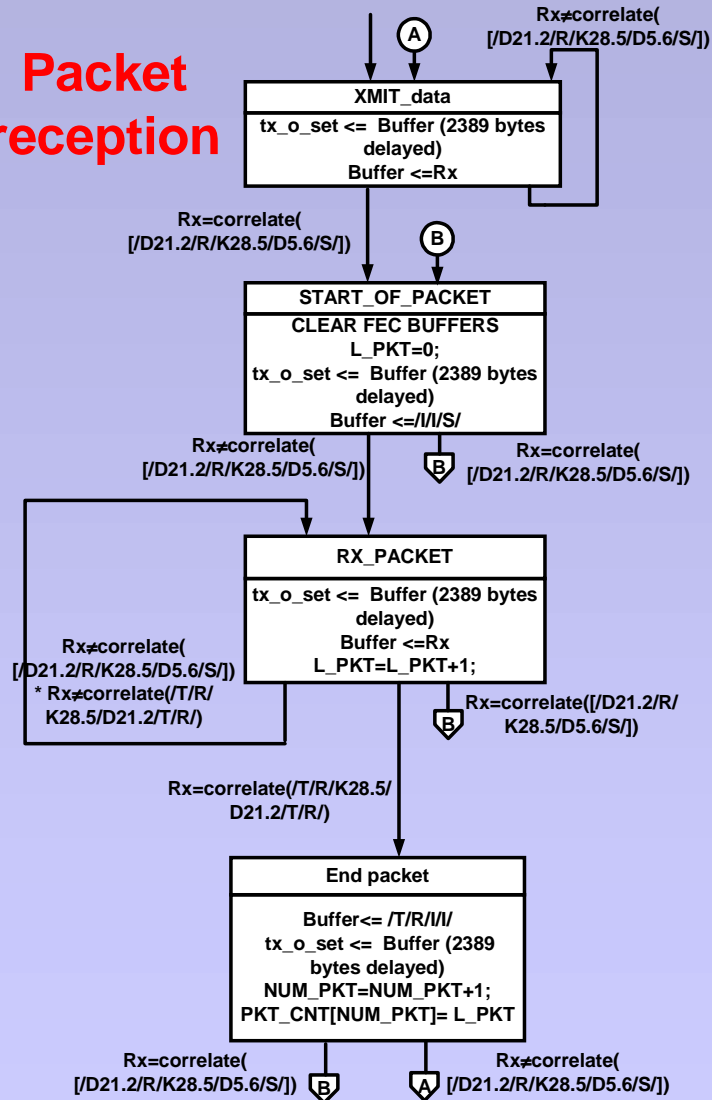 Packet
reception
A
Rx≠correlate(
[/D21.2/R/K28.5/D5.6/S/])
XMIT_data
tx_o_set <= Buffer (2389 bytes
delayed)
Buffer <=Rx
Rx=correlate(
[/D21.2/R/K28.5/D5.6/S/])
B
START_OF_PACKET
CLEAR FEC BUFFERS
L_PKT=0;
tx_o_set <= Buffer (2389 bytes
delayed)
Buffer <=/I/I/S/
Rx≠correlate(
[/D21.2/R/K28.5/D5.6/S/])
B
Rx=correlate(
[/D21.2/R/K28.5/D5.6/S/])
RX_PACKET
tx_o_set <= Buffer (2389 bytes
delayed)
Buffer <=Rx
L_PKT=L_PKT+1;
Rx≠correlate(
[/D21.2/R/K28.5/D5.6/S/])
* Rx≠correlate(/T/R/
K28.5/D21.2/T/R/)
B
Rx=correlate([/D21.2/R/
K28.5/D5.6/S/])
Rx=correlate(/T/R/K28.5/
D21.2/T/R/)
End packet
Buffer<= /T/R/I/I/
tx_o_set <= Buffer (2389
bytes delayed)
NUM_PKT=NUM_PKT+1;
PKT_CNT[NUM_PKT]= L_PKT
Rx=correlate(
[/D21.2/R/K28.5/D5.6/S/])
B
A
Rx≠correlate(
[/D21.2/R/K28.5/D5.6/S/])